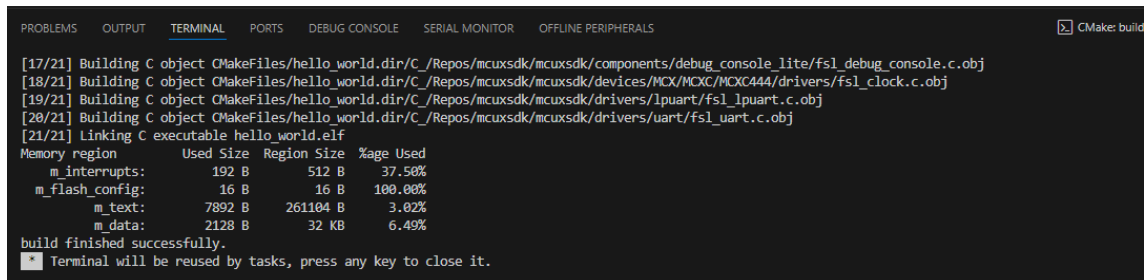 PROBLEMS OUTPUT TERMINAL PORTS DEBUG CONSOLE SERIAL MONITOR OFFLINE PERIPHERALS CMake: build
[17/21] Building C object CMakeFiles/hello_world.dir/C_/Repos/mcuxsdk/mcuxsdk/components/debug_console_lite/fsl_debug_console.c.obj
[18/21] Building C object CMakeFiles/hello_world.dir/C_/Repos/mcuxsdk/mcuxsdk/devices/MCX/MCXC/MCXC444/drivers/fsl_clock.c.obj
[19/21] Building C object CMakeFiles/hello_world.dir/C_/Repos/mcuxsdk/mcuxsdk/drivers/lpuart/fsl_lpuart.c.obj
[20/21] Building C object CMakeFiles/hello_world.dir/C_/Repos/mcuxsdk/mcuxsdk/drivers/uart/fsl_uart.c.obj
[21/21] Linking C executable hello_world.elf
Memory region Used Size Region Size %age Used
m_interrupts: 192 B 512 B 37.50%
m_flash_config: 16 B 16 B 100.00%
m_text: 7892 B 261104 B 3.02%
m_data: 2128 B 32 KB 6.49%
build finished successfully.
* Terminal will be reused by tasks, press any key to close it.